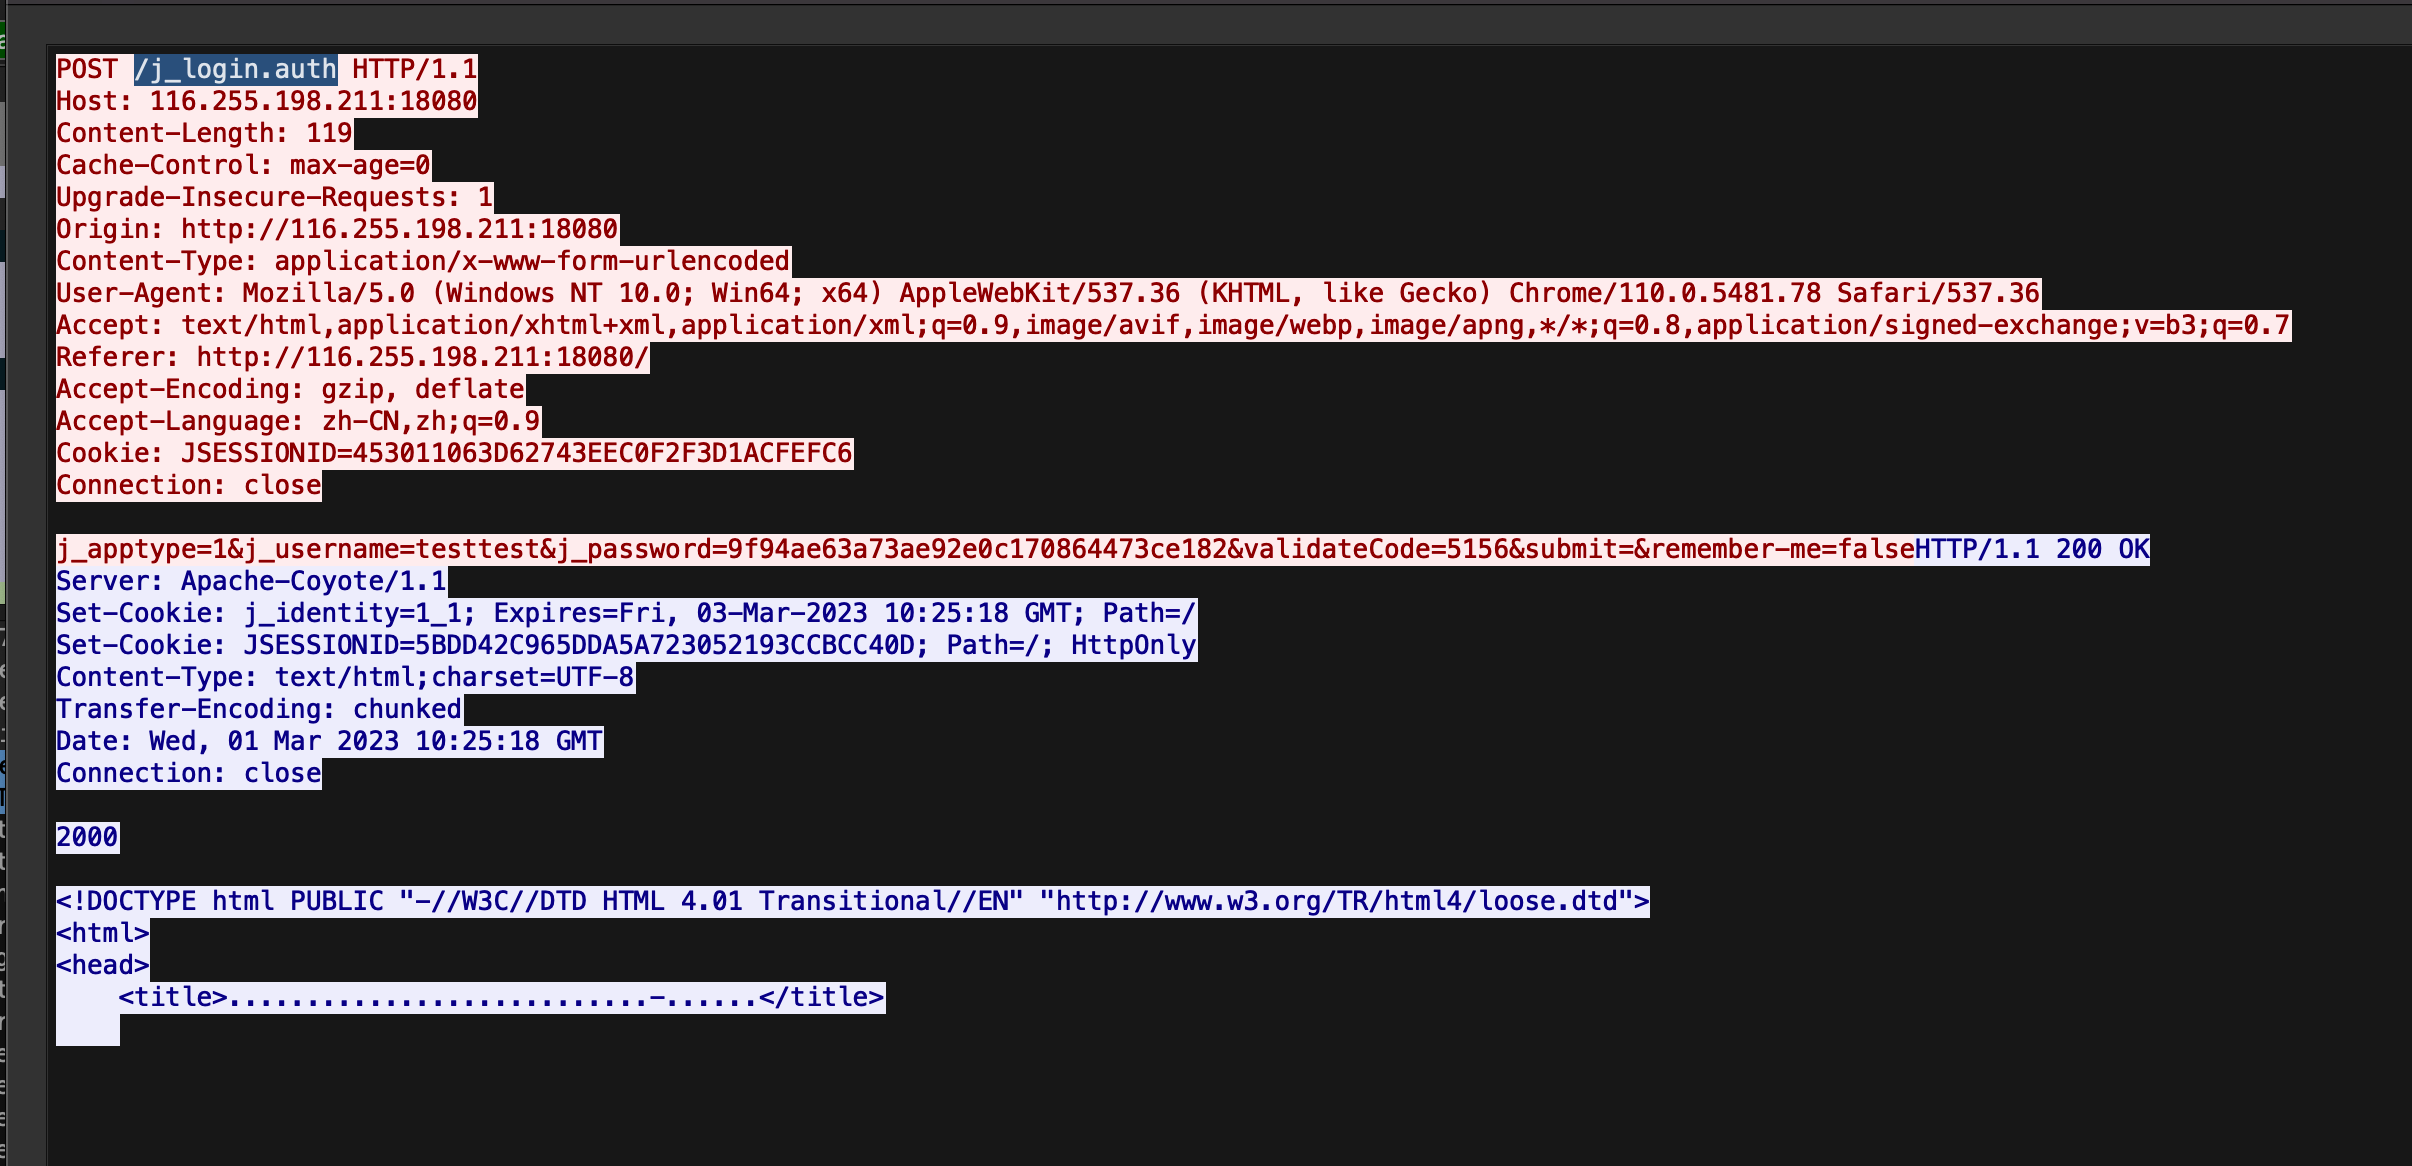 POST /j_login.auth HTTP/1.1
Host: 116.255.198.211:18080
Content-Length: 119
Cache-Control: max-age=0
Upgrade-Insecure-Requests: 1
Origin: http://116.255.198.211:18080
Content-Type: application/x-www-form-urlencoded
User-Agent: Mozilla/5.0 (Windows NT 10.0; Win64; x64) AppleWebKit/537.36 (KHTML, like Gecko) Chrome/110.0.5481.78 Safari/537.36
Accept: text/html,application/xhtml+xml,application/xml;q=0.9,image/avif,image/webp,image/apng,*/*;q=0.8,application/signed-exchange;v=b3;q=0.7
Referer: http://116.255.198.211:18080/
Accept-Encoding: gzip, deflate
Accept-Language: zh-CN,zh;q=0.9
Cookie: JSESSIONID=453011063D62743EEC0F2F3D1ACFEFC6
Connection: close
j_apptype=1&j_username=testtest&j_password=9f94ae63a73ae92e0c170864473ce182&validateCode=5156&submit=&remember-me=falseHTTP/1.1 200 OK
Server: Apache-Coyote/1.1
Set-Cookie: j_identity=1_1; Expires=Fri, 03-Mar-2023 10:25:18 GMT; Path=/
Set-Cookie: JSESSIONID=5BDD42C965DDA5A723052193CCBCC40D; Path=/; HttpOnly
Content-Type: text/html;charset=UTF-8
Transfer-Encoding: chunked
Date: Wed, 01 Mar 2023 10:25:18 GMT
Connection: close
2000
<!DOCTYPE html PUBLIC "-//W3C//DTD HTML 4.01 Transitional//EN" "http://www.w3.org/TR/html4/loose.dtd">
<html>
<head>
<title>...........................-......</title>